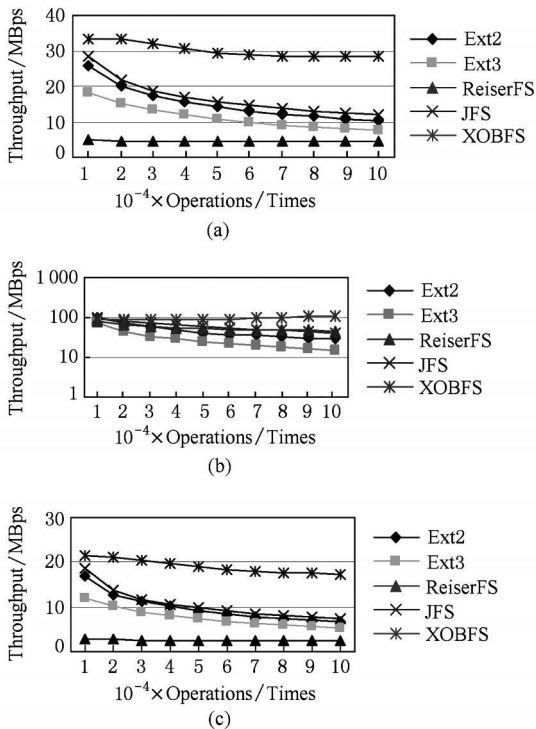 Throughput/MBps
40
30
20
10
0
1 2 3 4 5 6 7 8 9 10
10⁻⁴×Operations/Times
Ext2
Ext3
ReiserFS
JFS
XOBFS
(a)
Throughput/MBps
1 000
100
10
1
1 2 3 4 5 6 7 8 9 10
10⁻⁴×Operations/Times
Ext2
Ext3
ReiserFS
JFS
XOBFS
(b)
Throughput/MBps
30
20
10
0
1 2 3 4 5 6 7 8 9 10
10⁻⁴×Operations/Times
Ext2
Ext3
ReiserFS
JFS
XOBFS
(c)